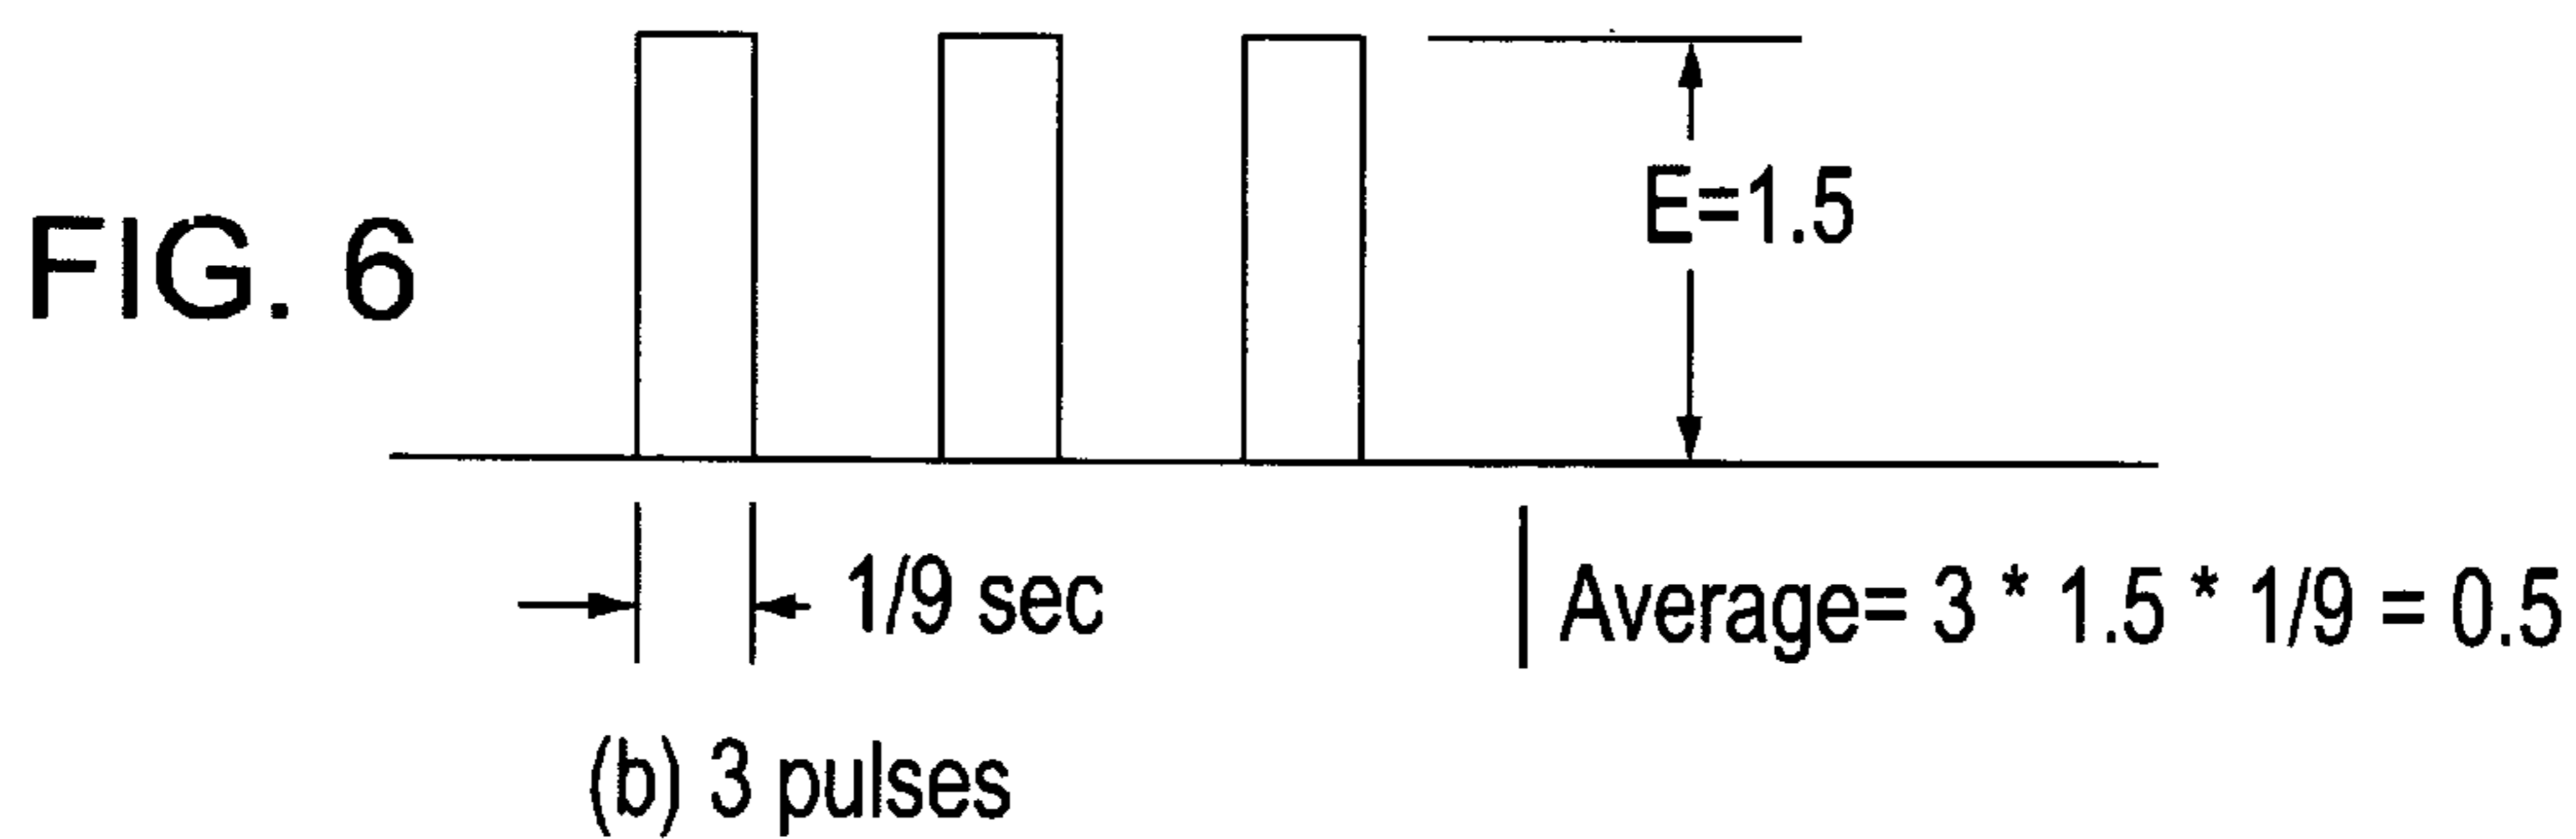 FIG. 6
E=1.5
1/9 sec
Average= 3 * 1.5 * 1/9 = 0.5
(b) 3 pulses